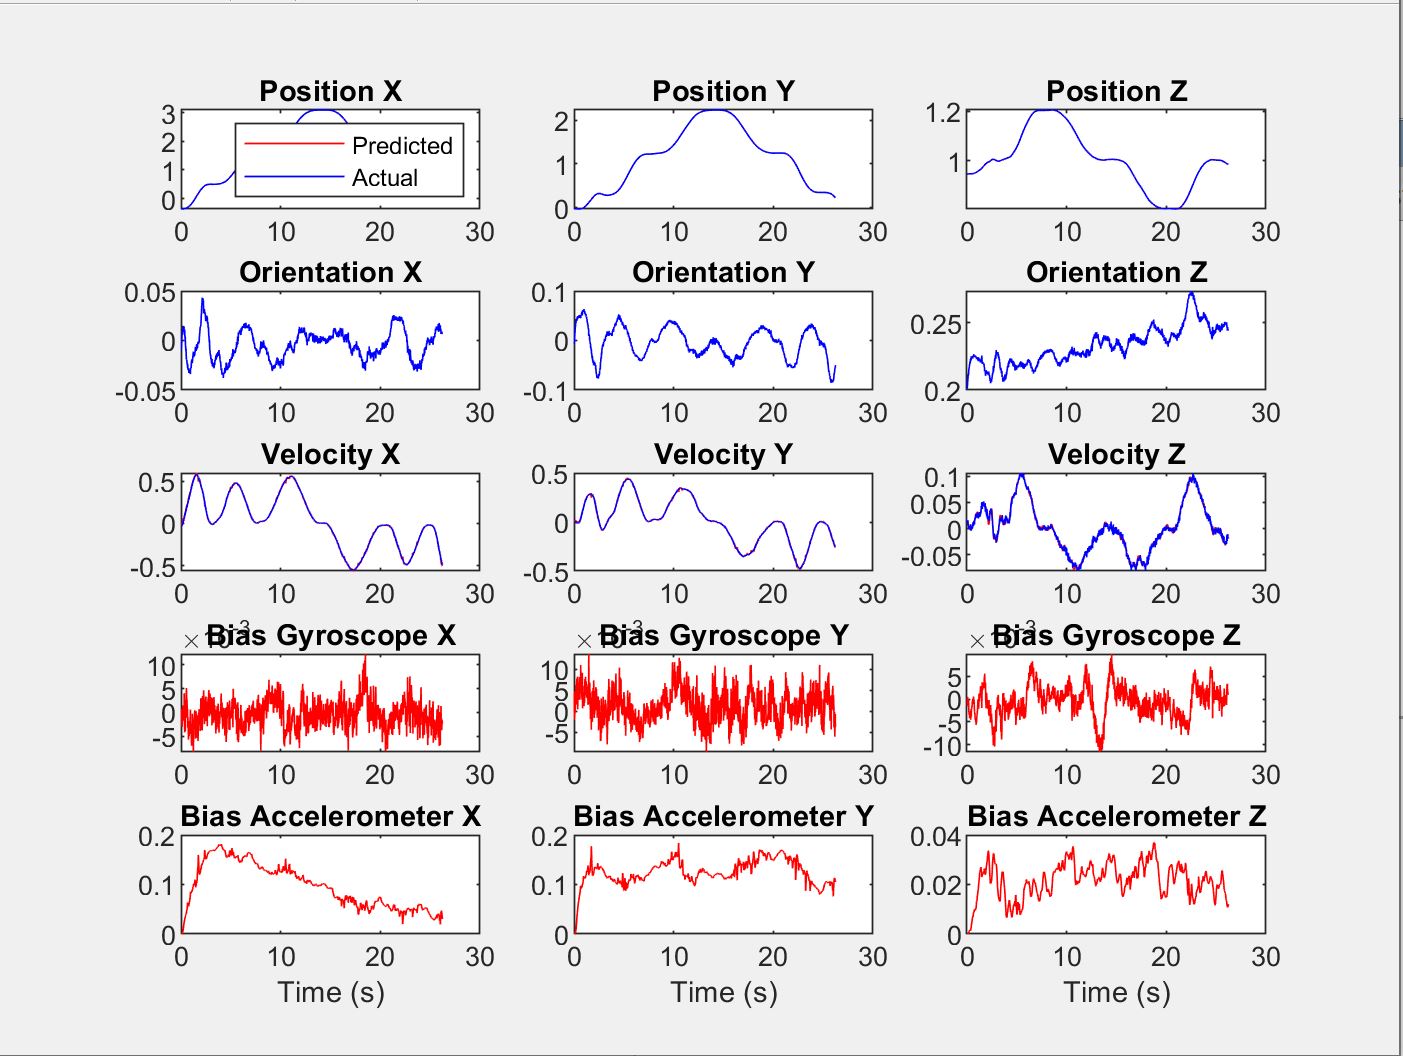 Position X Position Y Position Z
3 2 1 0
Predicted
Actual
2 1 0
1.2 1
0 10 20 30 0 10 20 30 0 10 20 30
Orientation X Orientation Y Orientation Z
0.05 0 -0.05
0.1 0 -0.1
0.25 0.2
0 10 20 30 0 10 20 30 0 10 20 30
Velocity X Velocity Y Velocity Z
0.5 0 -0.5
0.5 0 -0.5
0.1 0.05 0 -0.05
0 10 20 30 0 10 20 30 0 10 20 30
×10-3 Bias Gyroscope X ×10-3 Bias Gyroscope Y ×10-3 Bias Gyroscope Z
10 5 0 -5
10 5 0 -5
5 0 -5 -10
0 10 20 30 0 10 20 30 0 10 20 30
Bias Accelerometer X Bias Accelerometer Y Bias Accelerometer Z
0.2 0.1 0
0.2 0.1 0
0.04 0.02 0
0 10 20 30 0 10 20 30 0 10 20 30
Time (s) Time (s) Time (s)